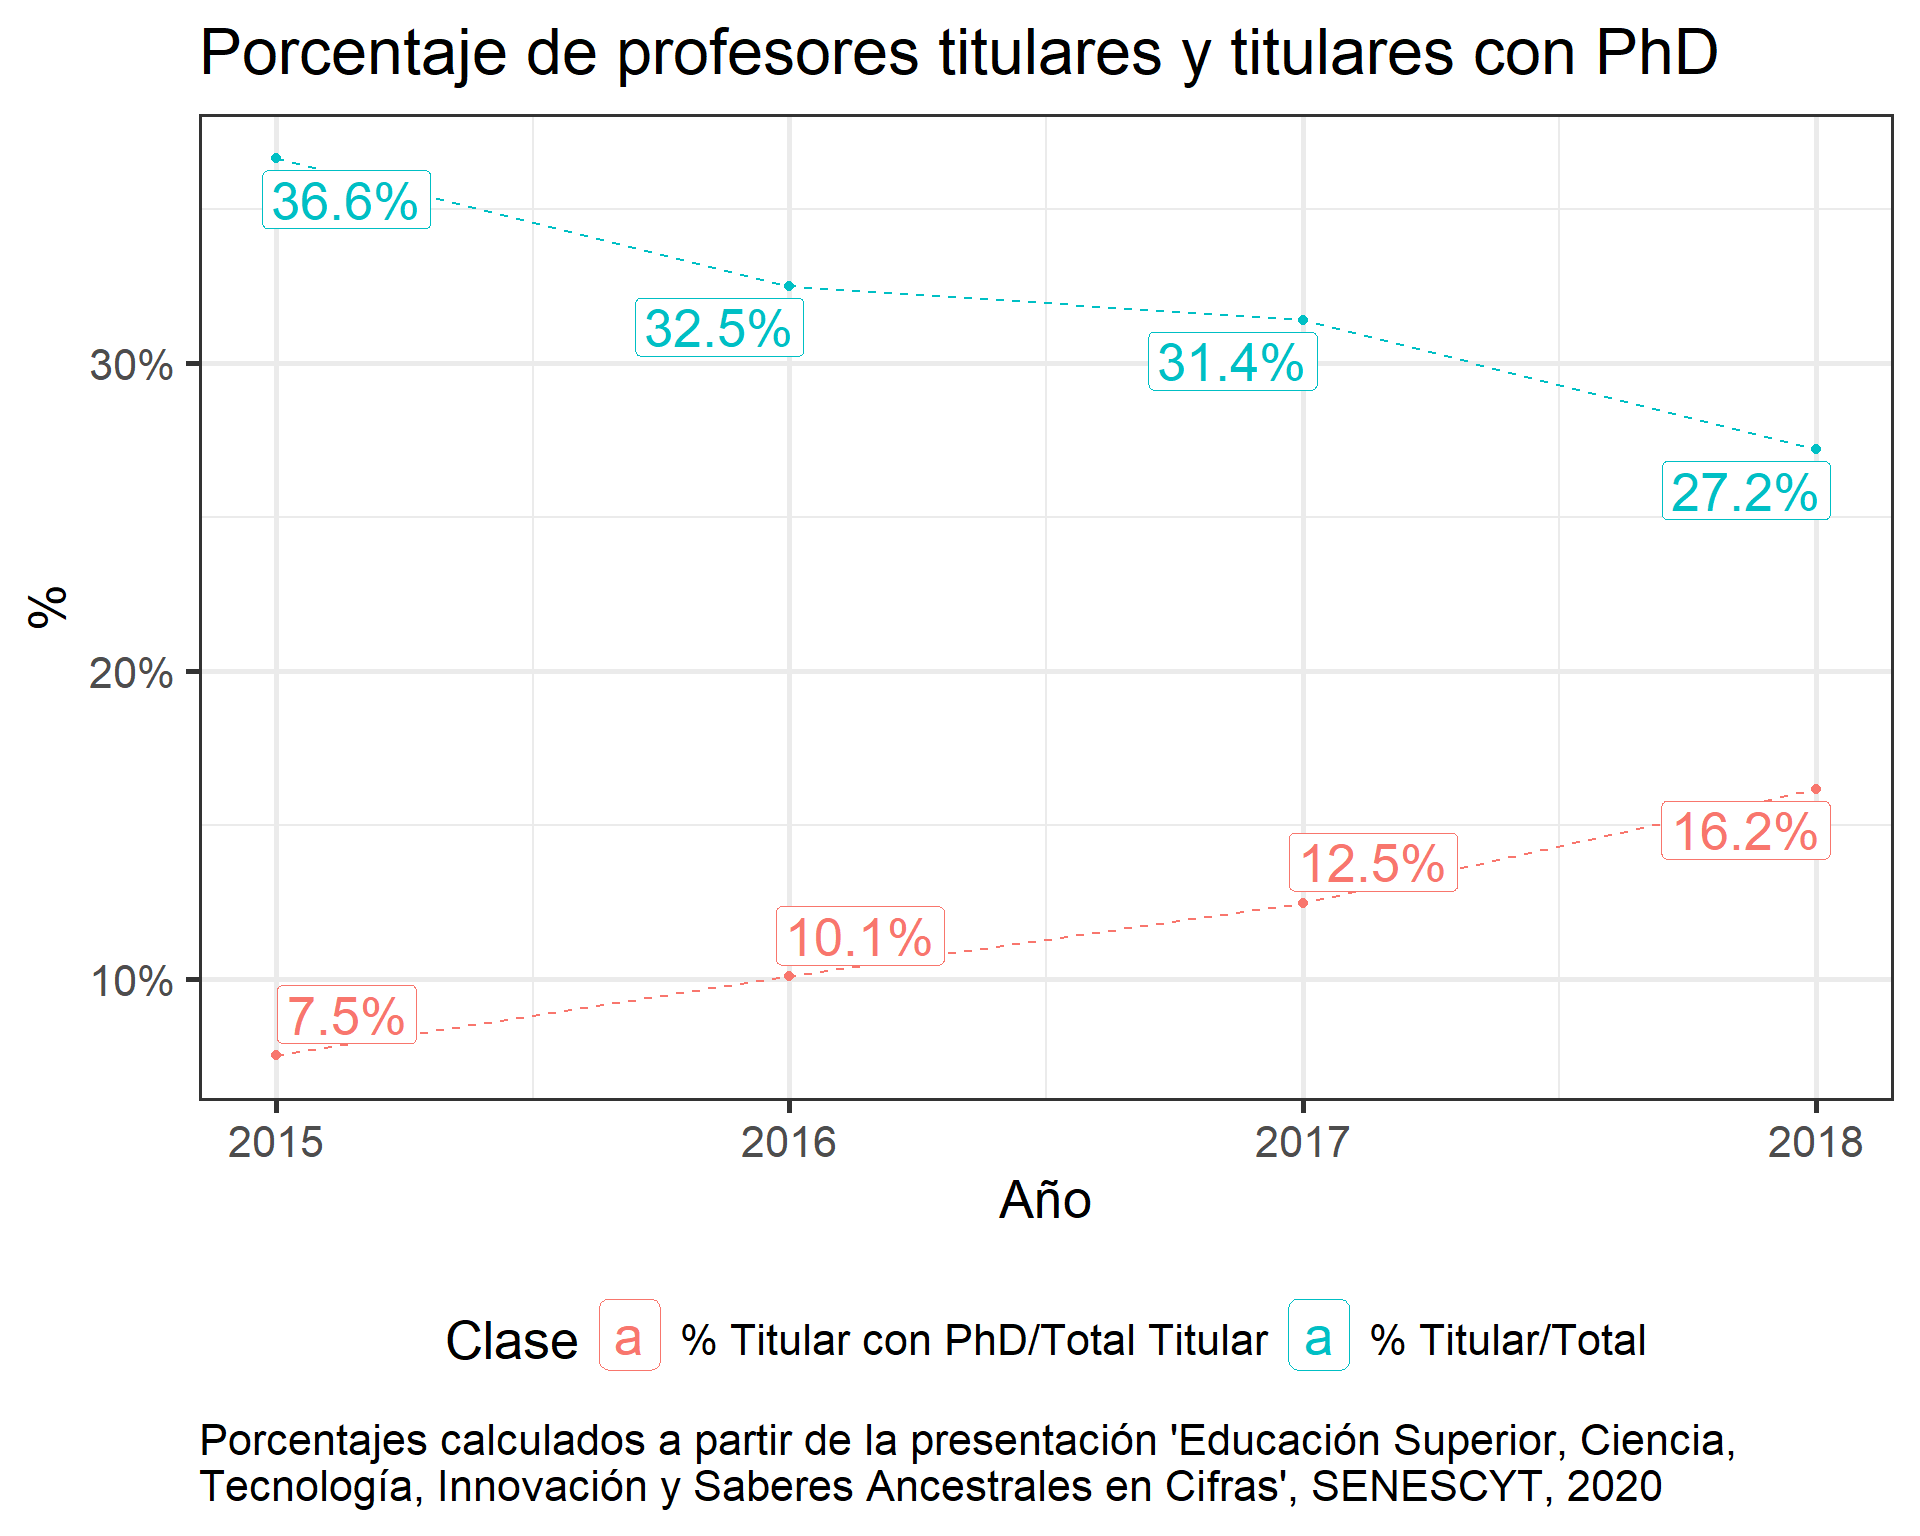 Porcentaje de profesores titulares y titulares con PhD
36.6%
32.5%
31.4%
27.2%
16.2%
12.5%
10.1%
7.5%
30%
20%
10%
%
2015 2016 2017 2018
Año
Clase a % Titular con PhD/Total Titular a % Titular/Total
Porcentajes calculados a partir de la presentación 'Educación Superior, Ciencia,
Tecnología, Innovación y Saberes Ancestrales en Cifras', SENESCYT, 2020